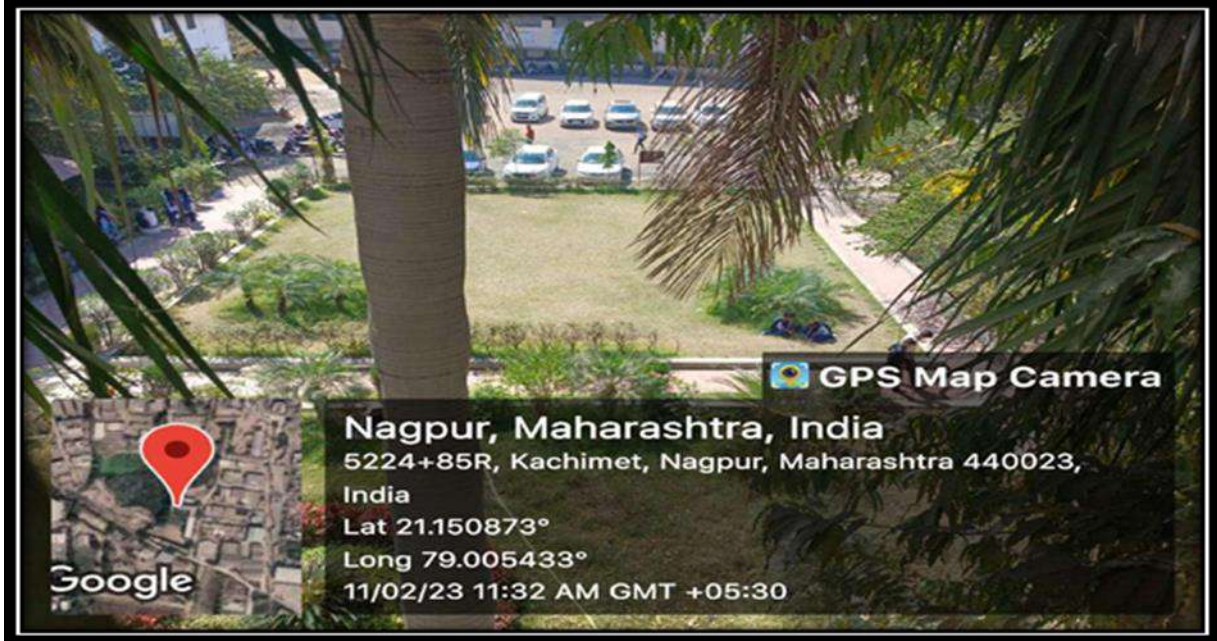 GPS Map Camera
Nagpur, Maharashtra, India
5224+85R, Kachimet, Nagpur, Maharashtra 440023,
India
Lat 21.150873°
Long 79.005433°
11/02/23 11:32 AM GMT +05:30
Google